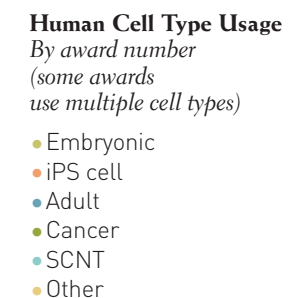 Human Cell Type Usage
By award number
(some awards
use multiple cell types)
Embryonic
iPS cell
Adult
Cancer
SCNT
Other